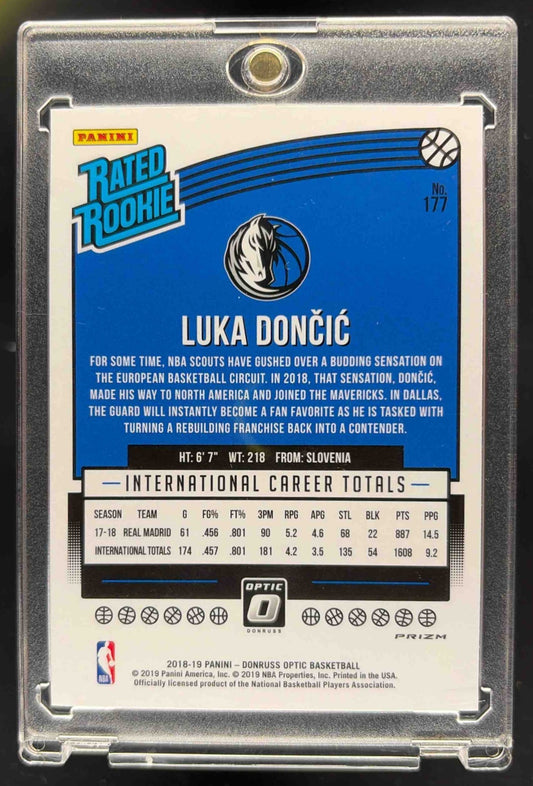 PANINI
RATED
ROOKIE
No.
177
LUKA DONČIĆ
FOR SOME TIME, NBA SCOUTS HAVE GUSHED OVER A BUDDING SENSATION ON
THE EUROPEAN BASKETBALL CIRCUIT. IN 2018, THAT SENSATION, DONČIĆ,
MADE HIS WAY TO NORTH AMERICA AND JOINED THE MAVERICKS. IN DALLAS,
THE GUARD WILL INSTANTLY BECOME A FAN FAVORITE AS HE IS TASKED WITH
TURNING A REBUILDING FRANCHISE BACK INTO A CONTENDER.
HT: 6' 7" WT: 218 FROM: SLOVENIA
INTERNATIONAL CAREER TOTALS
SEASON TEAM G FG% FT% 3PM RPG APG STL BLK PTS PPG
17-18 REAL MADRID 61 .456 .801 90 5.2 4.6 68 22 887 14.5
INTERNATIONAL TOTALS 174 .457 .801 181 4.2 3.5 135 54 1608 9.2
OPTIC
DONRUSS
PRIZM
NBA
2018-19 PANINI – DONRUSS OPTIC BASKETBALL
© 2019 Panini America, Inc. © 2019 NBA Properties, Inc. Printed in the USA.
Officially licensed product of the National Basketball Players Association.